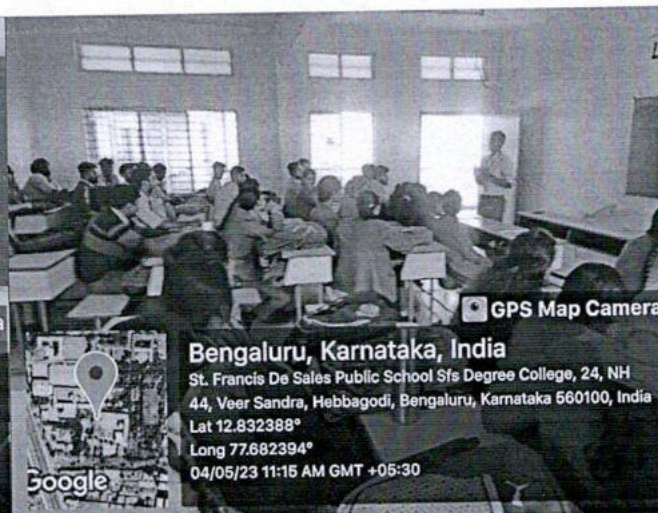 GPS Map Camera
Bengaluru, Karnataka, India
St. Francis De Sales Public School Sfs Degree College, 24, NH
44, Veer Sandra, Hebbagodi, Bengaluru, Karnataka 560100, India
Lat 12.832388°
Long 77.682394°
04/05/23 11:15 AM GMT +05:30
Google